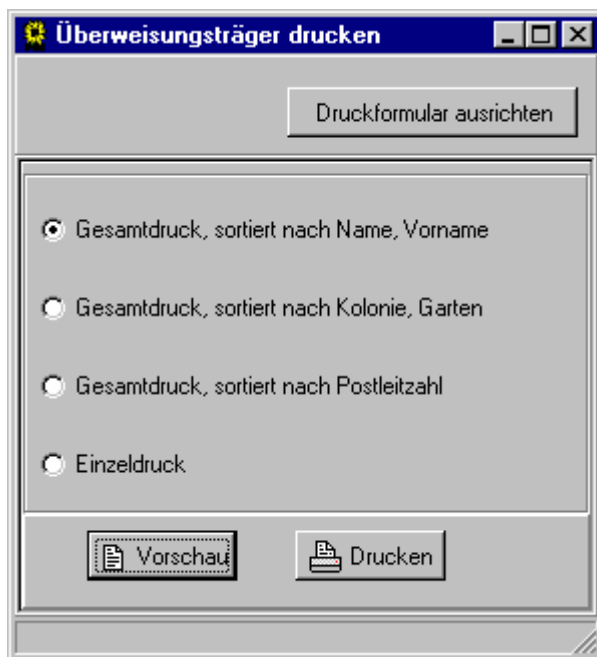 Überweisungsträger drucken
Druckformular ausrichten
Gesamtdruck, sortiert nach Name, Vorname
Gesamtdruck, sortiert nach Kolonie, Garten
Gesamtdruck, sortiert nach Postleitzahl
Einzeldruck
Vorschau
Drucken